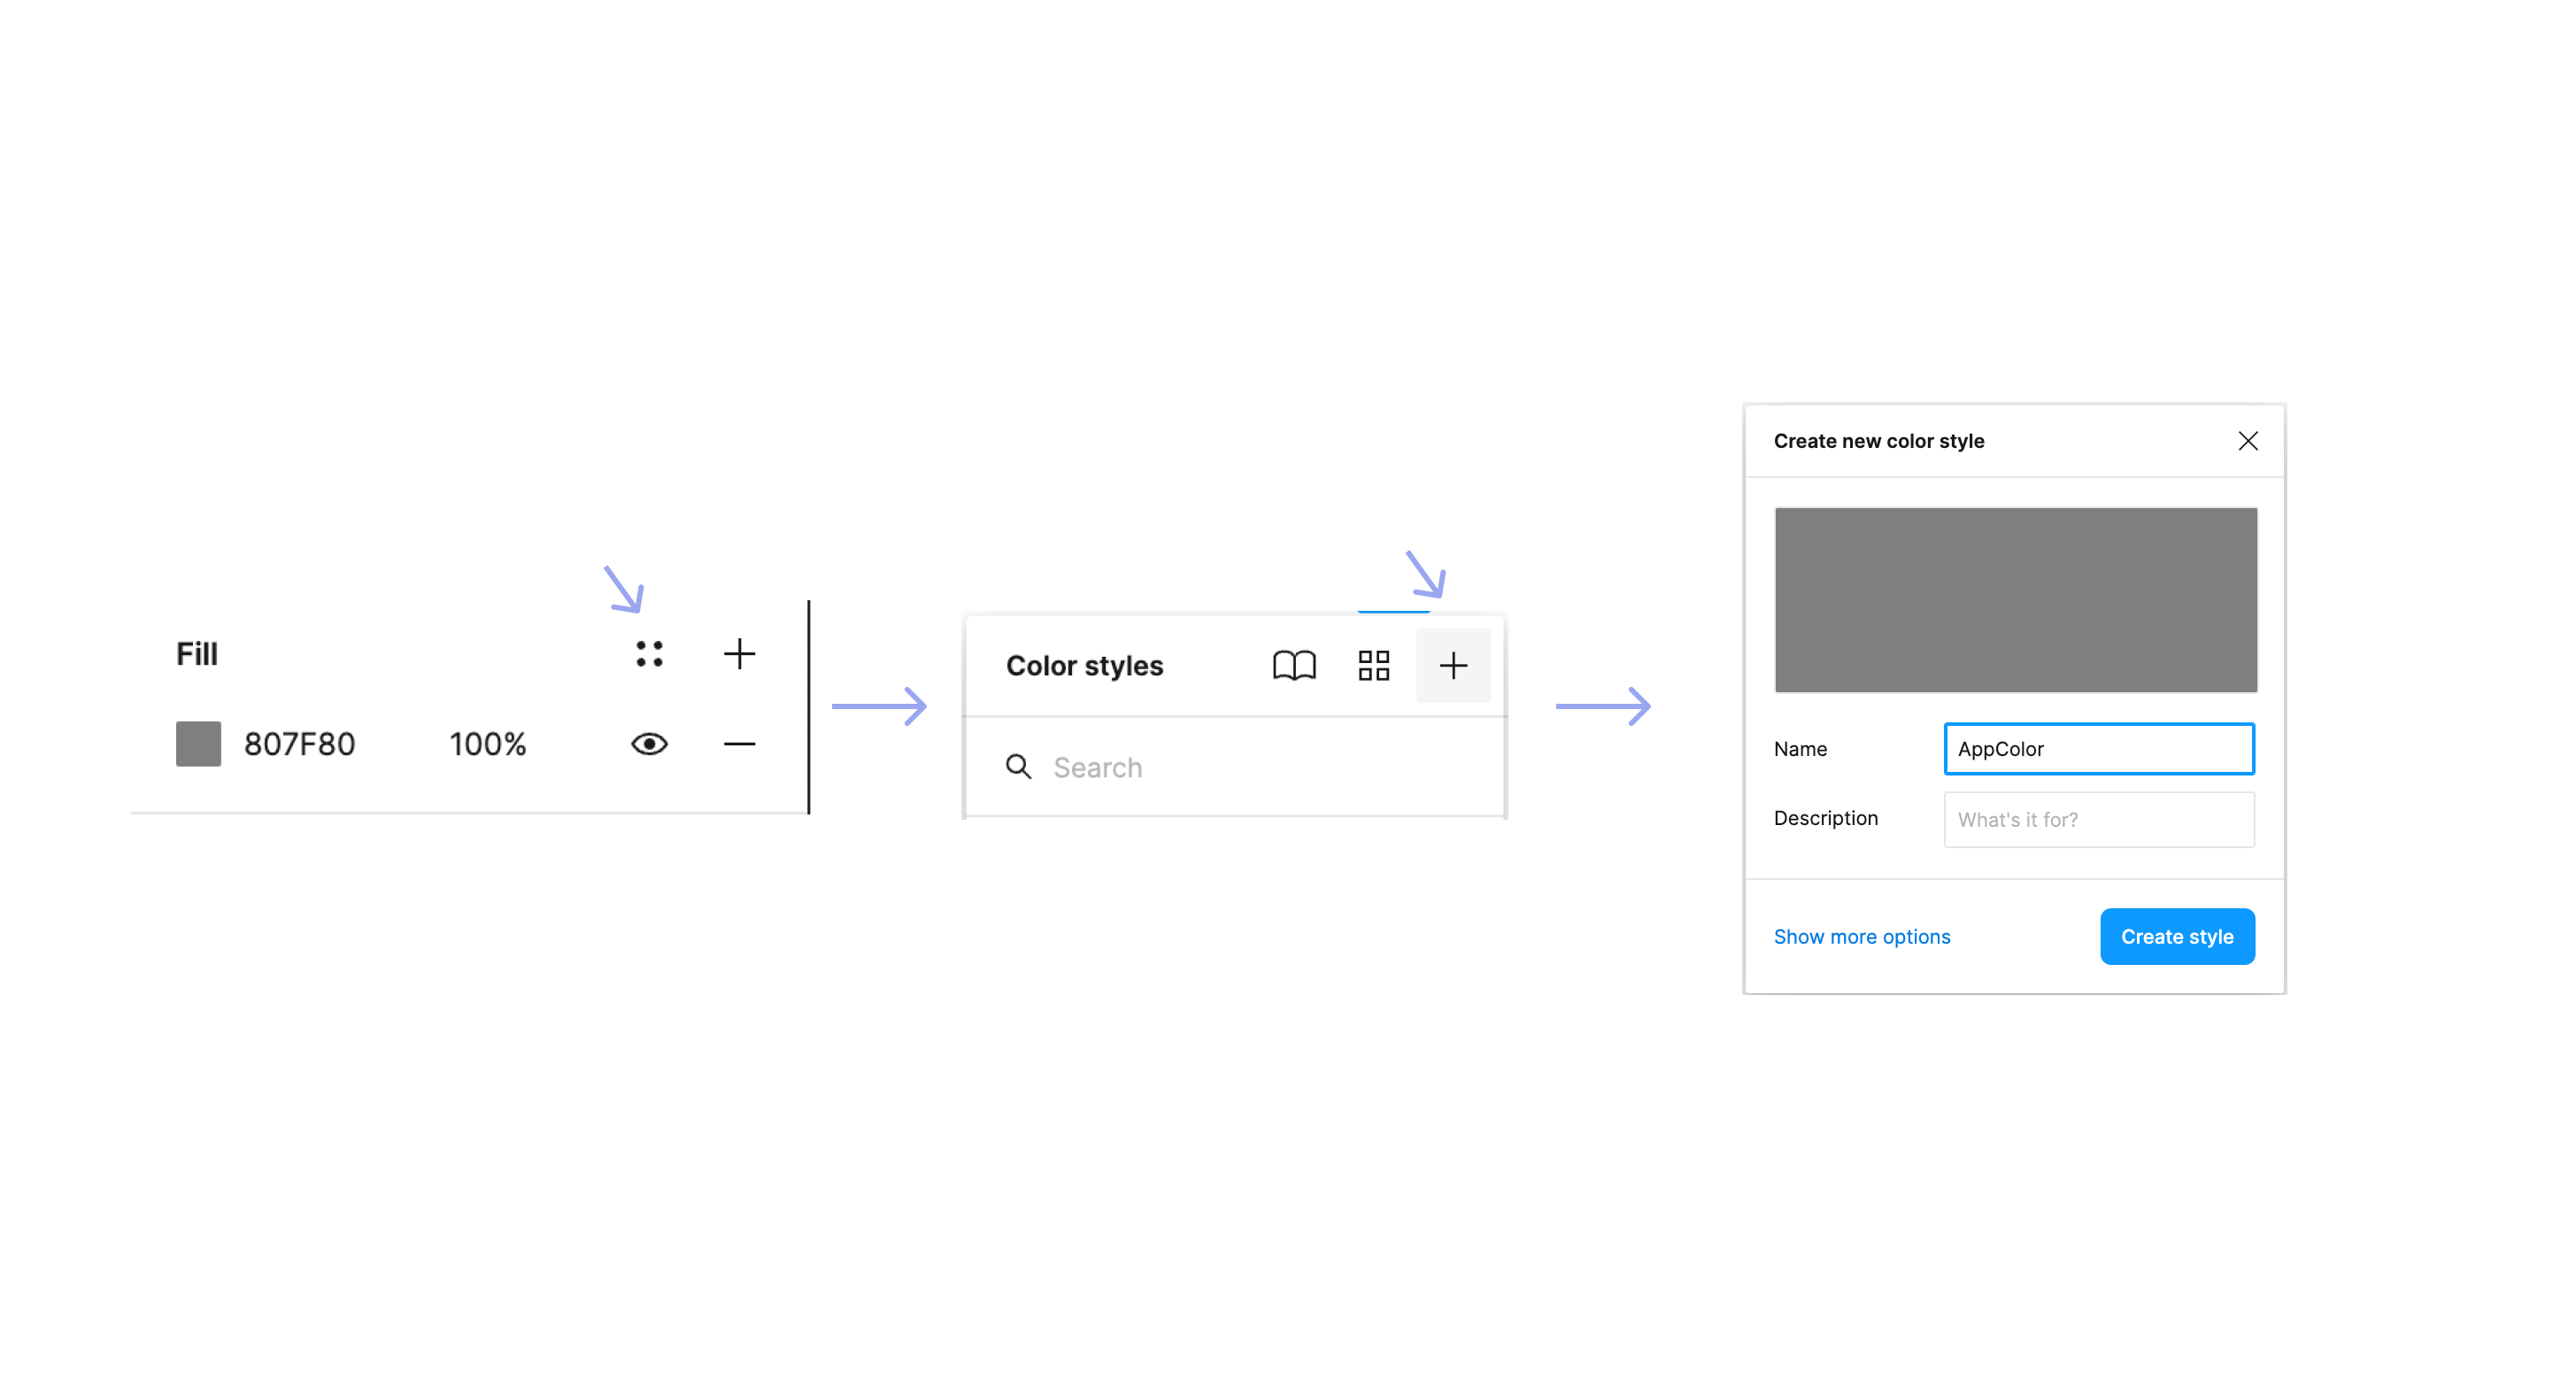 Fill
807F80 100%
Color styles
Search
Create new color style
Name AppColor
Description What's it for?
Show more options Create style